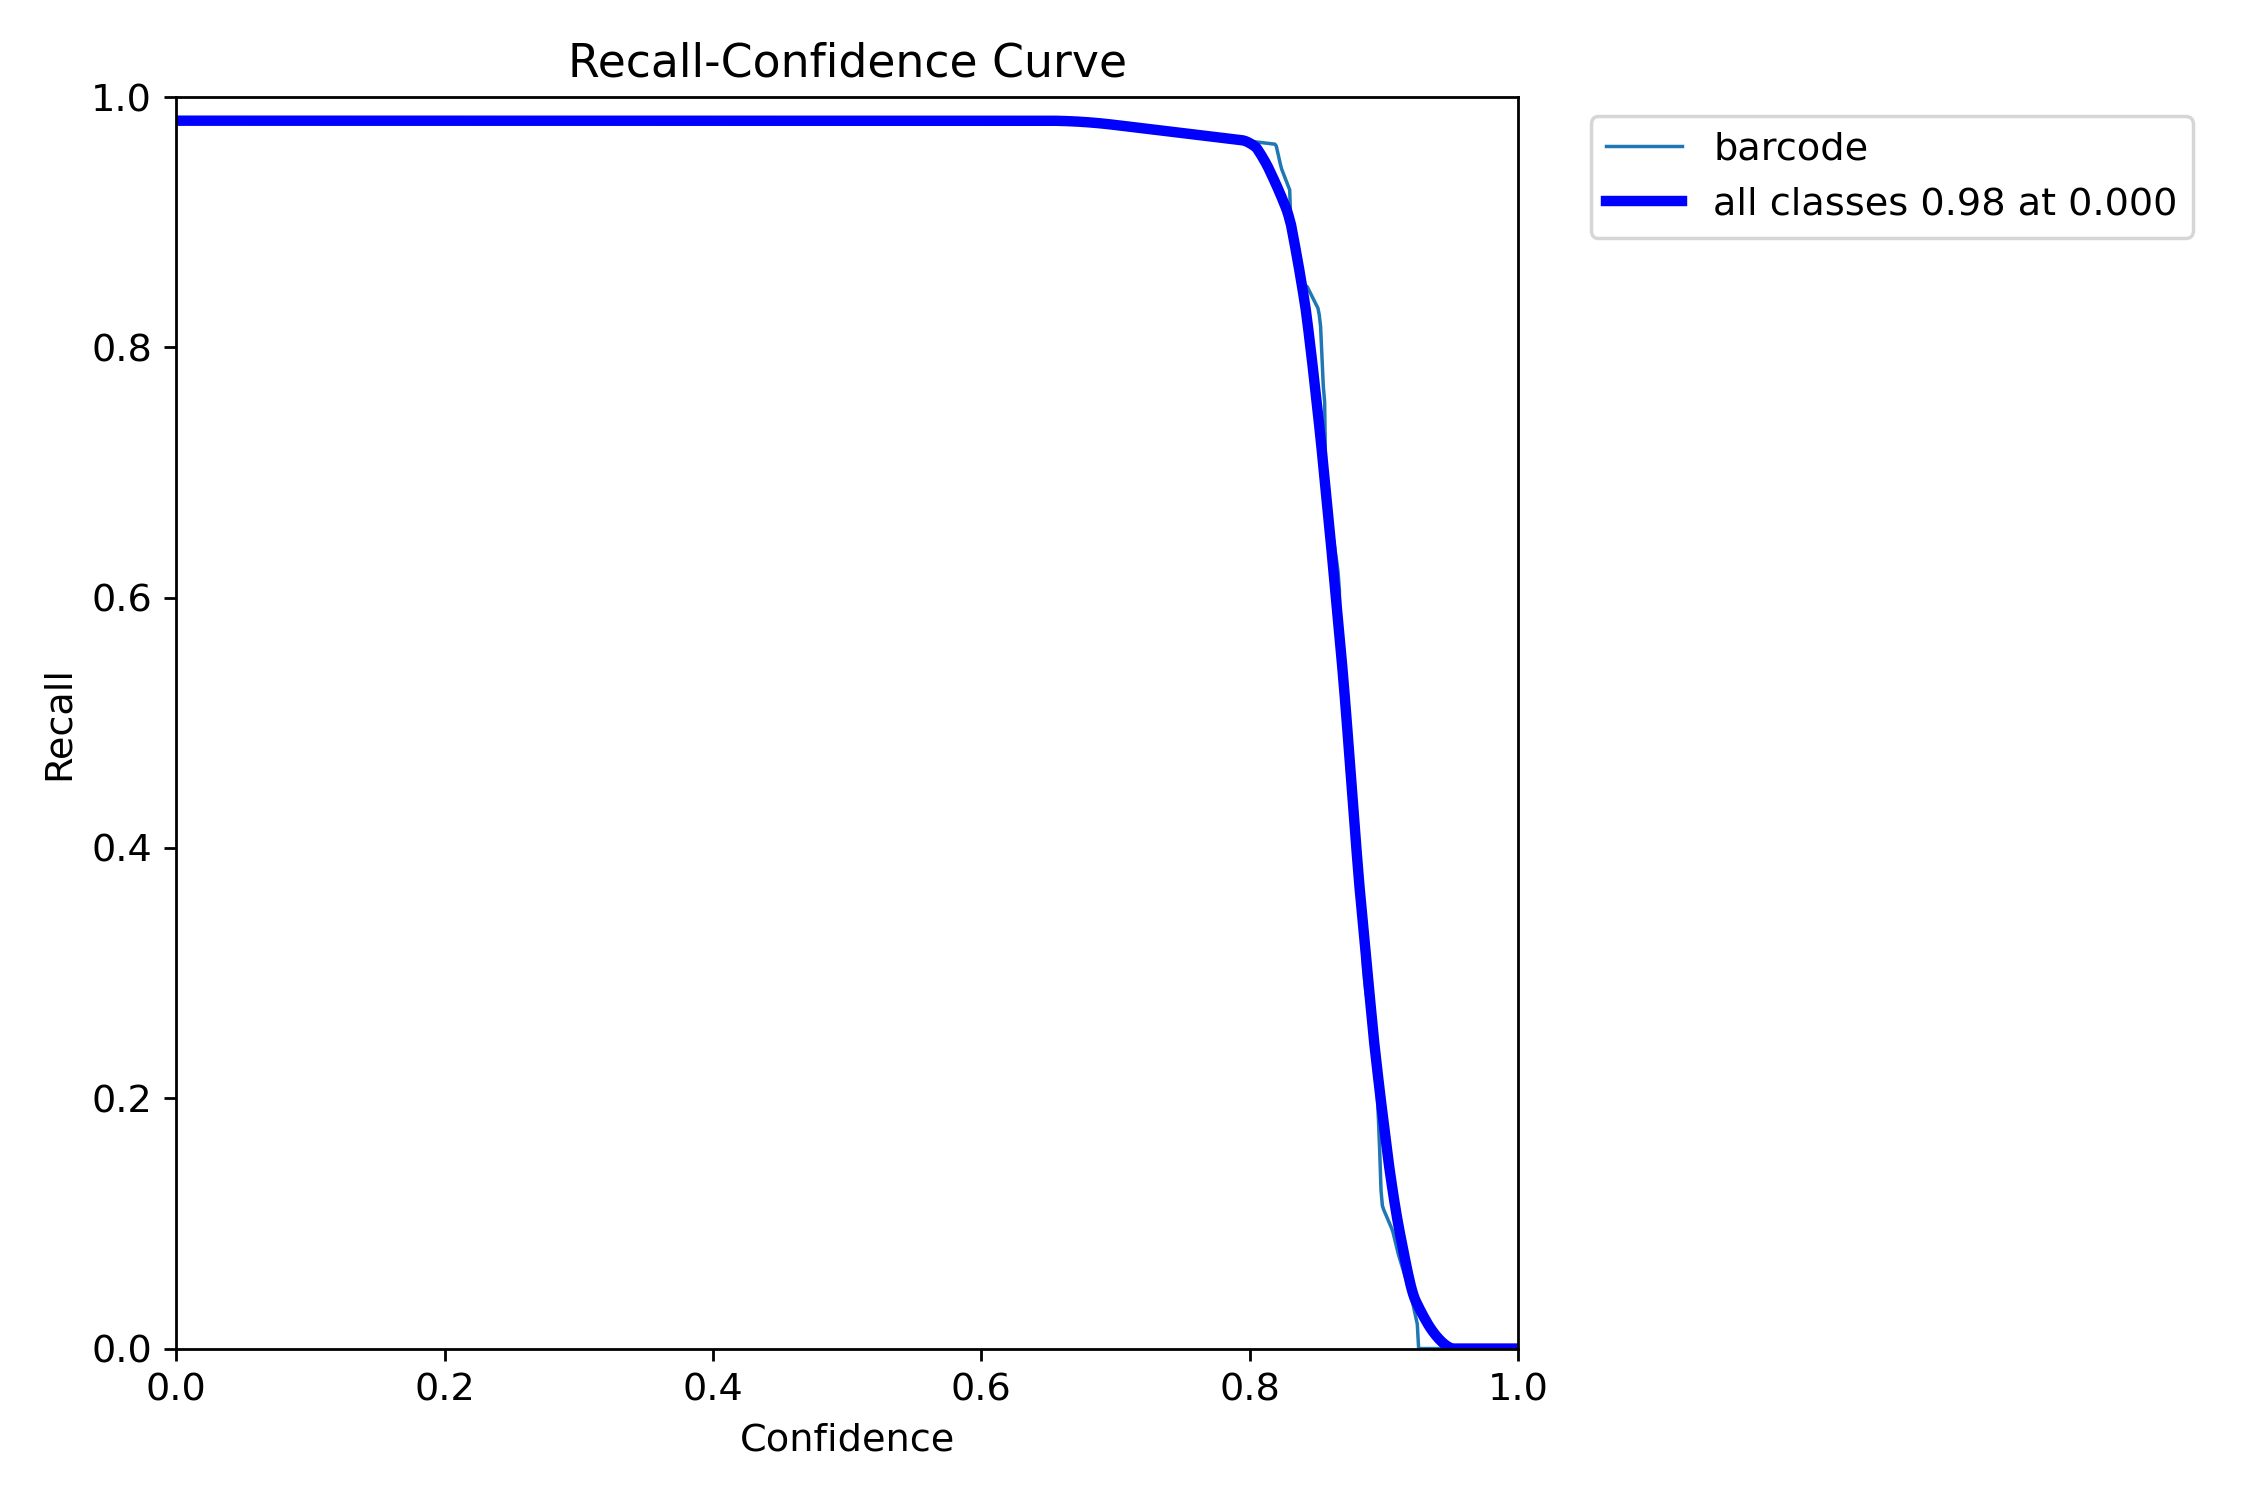 Recall-Confidence Curve
1.0
0.8
0.6
0.4
0.2
0.0
Recall
0.0 0.2 0.4 0.6 0.8 1.0
Confidence
barcode
all classes 0.98 at 0.000